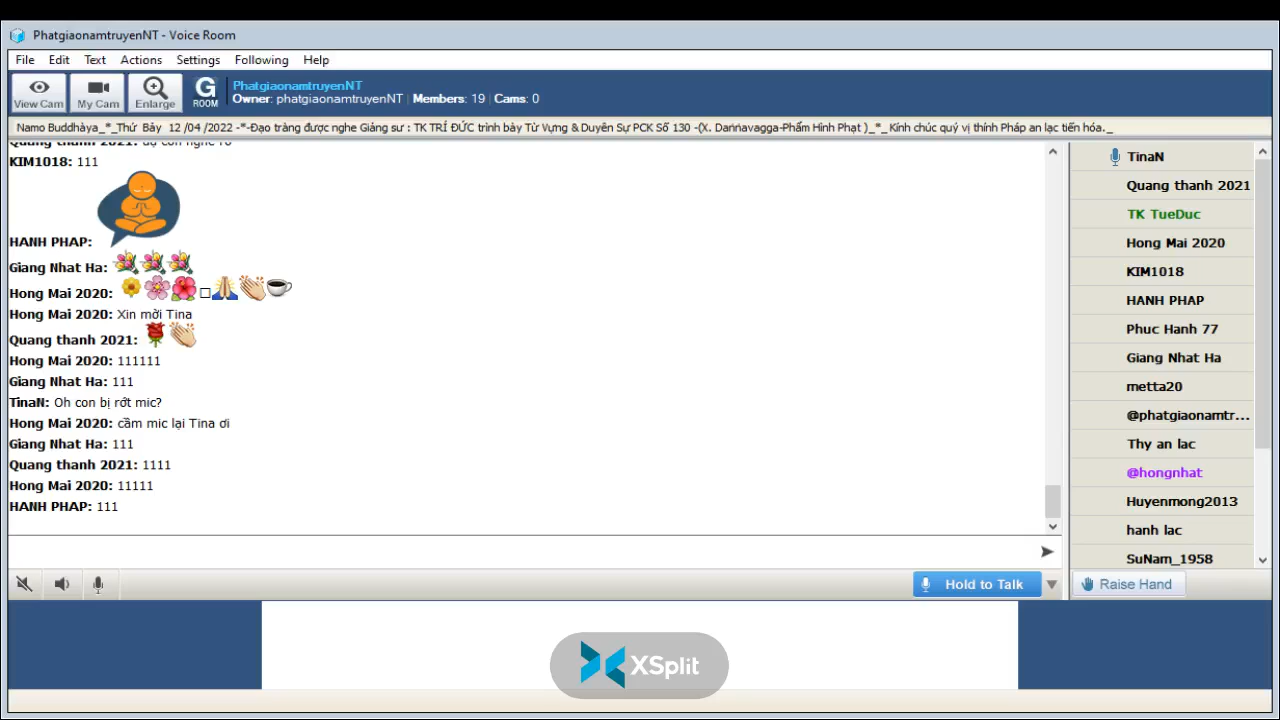 PhatgiaonamtruyenNT - Voice Room
File Edit Text Actions Settings Following Help
View Cam My Cam Enlarge G ROOM
PhatgiaonamtruyenNT
Owner: phatgiaonamtruyenNT | Members: 19 | Cams: 0
Namo Buddhàya_*_Thứ Bảy 12 /04 /2022 -*-Đạo tràng được nghe Giảng sư : TK TRÍ ĐỨC trình bày Từ Vựng & Duyên Sự PCK Số 130 -(X. Daṇṇavagga-Phẩm Hình Phạt )_*_ Kính chúc quý vị thính Pháp an lạc tiến hóa._
Quang thanh 2021:
KIM1018: 111
HANH PHAP:
Giang Nhat Ha:
Hong Mai 2020:
Hong Mai 2020: Xin mời Tina
Quang thanh 2021:
Hong Mai 2020: 111111
Giang Nhat Ha: 111
TinaN: Oh con bị rớt mic?
Hong Mai 2020: cầm mic lại Tina ơi
Giang Nhat Ha: 111
Quang thanh 2021: 1111
Hong Mai 2020: 11111
HANH PHAP: 111
TinaN
Quang thanh 2021
TK TueDuc
Hong Mai 2020
KIM1018
HANH PHAP
Phuc Hanh 77
Giang Nhat Ha
metta20
@phatgiaonamtr...
Thy an lac
@hongnhat
Huyenmong2013
hanh lac
SuNam_1958
Hold to Talk
Raise Hand
XSplit